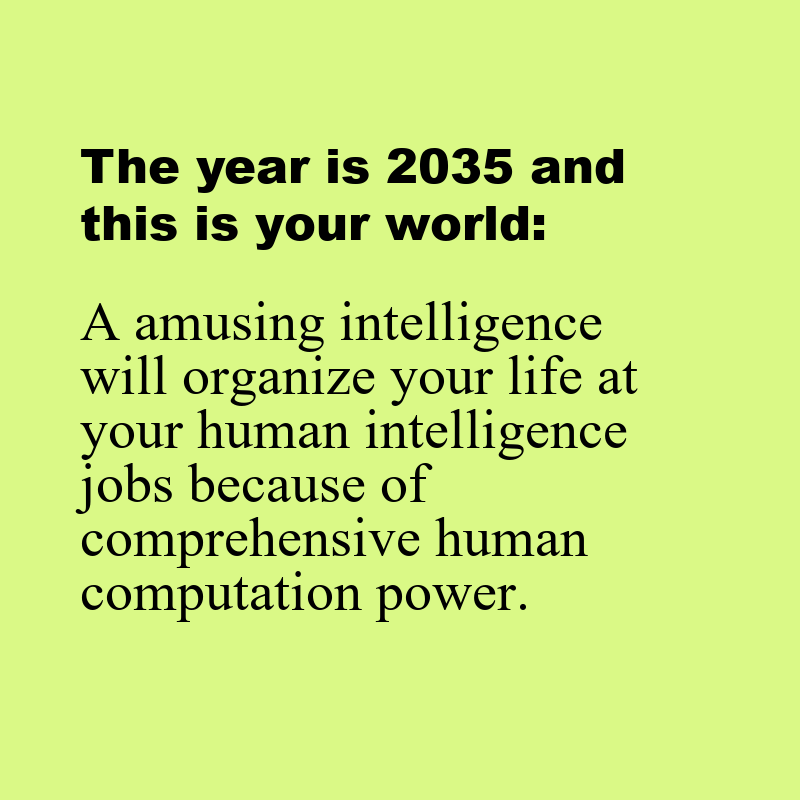 The year is 2035 and
this is your world:
A amusing intelligence
will organize your life at
your human intelligence
jobs because of
comprehensive human
computation power.